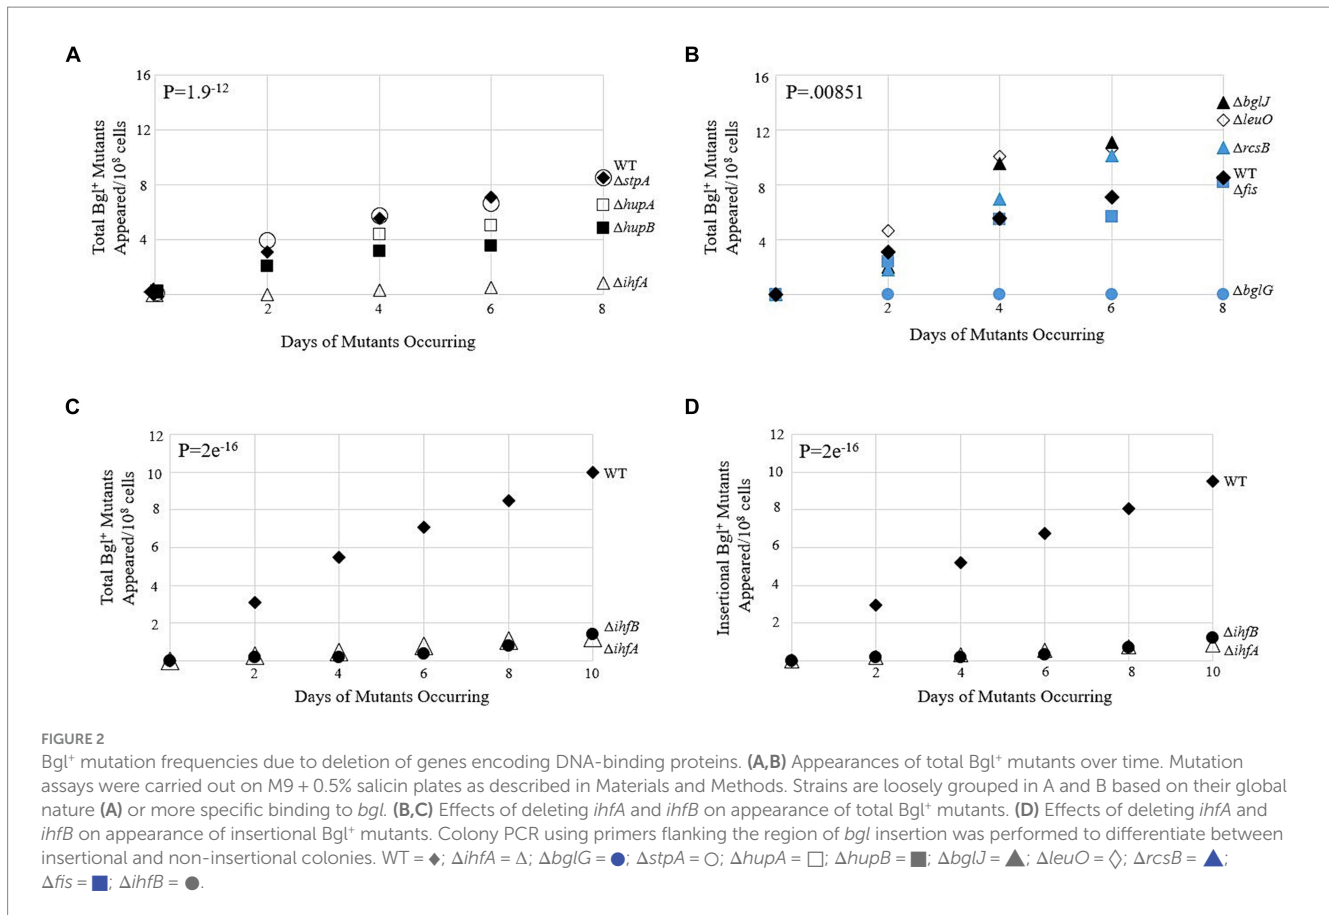 A
P=1.9⁻¹²
Total Bgl⁺ Mutants
Appeared/10⁸ cells
16
12
8
4
WT
ΔstpA
ΔhupA
ΔhupB
ΔihfA
2 4 6 8
Days of Mutants Occurring
B
P=.00851
Total Bgl⁺ Mutants
Appeared/10⁸ cells
16
12
8
4
ΔbglJ
ΔleuO
ΔrcsB
WT
Δfis
ΔbglG
2 4 6 8
Days of Mutants Occurring
C
P=2e⁻¹⁶
Total Bgl⁺ Mutants
Appeared/10⁸ cells
12
10
8
6
4
2
WT
ΔihfB
ΔihfA
2 4 6 8 10
Days of Mutants Occurring
D
P=2e⁻¹⁶
Insertional Bgl⁺ Mutants
Appeared/10⁸ cells
12
10
8
6
4
2
WT
ΔihfB
ΔihfA
2 4 6 8 10
Days of Mutants Occurring
FIGURE 2
Bgl⁺ mutation frequencies due to deletion of genes encoding DNA-binding proteins. (A,B) Appearances of total Bgl⁺ mutants over time. Mutation
assays were carried out on M9 + 0.5% salicin plates as described in Materials and Methods. Strains are loosely grouped in A and B based on their global
nature (A) or more specific binding to bgl. (B,C) Effects of deleting ihfA and ihfB on appearance of total Bgl⁺ mutants. (D) Effects of deleting ihfA and
ihfB on appearance of insertional Bgl⁺ mutants. Colony PCR using primers flanking the region of bgl insertion was performed to differentiate between
insertional and non-insertional colonies. WT = ♦; ΔihfA = Δ; ΔbglG = ●; ΔstpA = ○; ΔhupA = □; ΔhupB = ■; ΔbglJ = ▲; ΔleuO = ◊; ΔrcsB = ▲;
Δfis = ■; ΔihfB = ●.